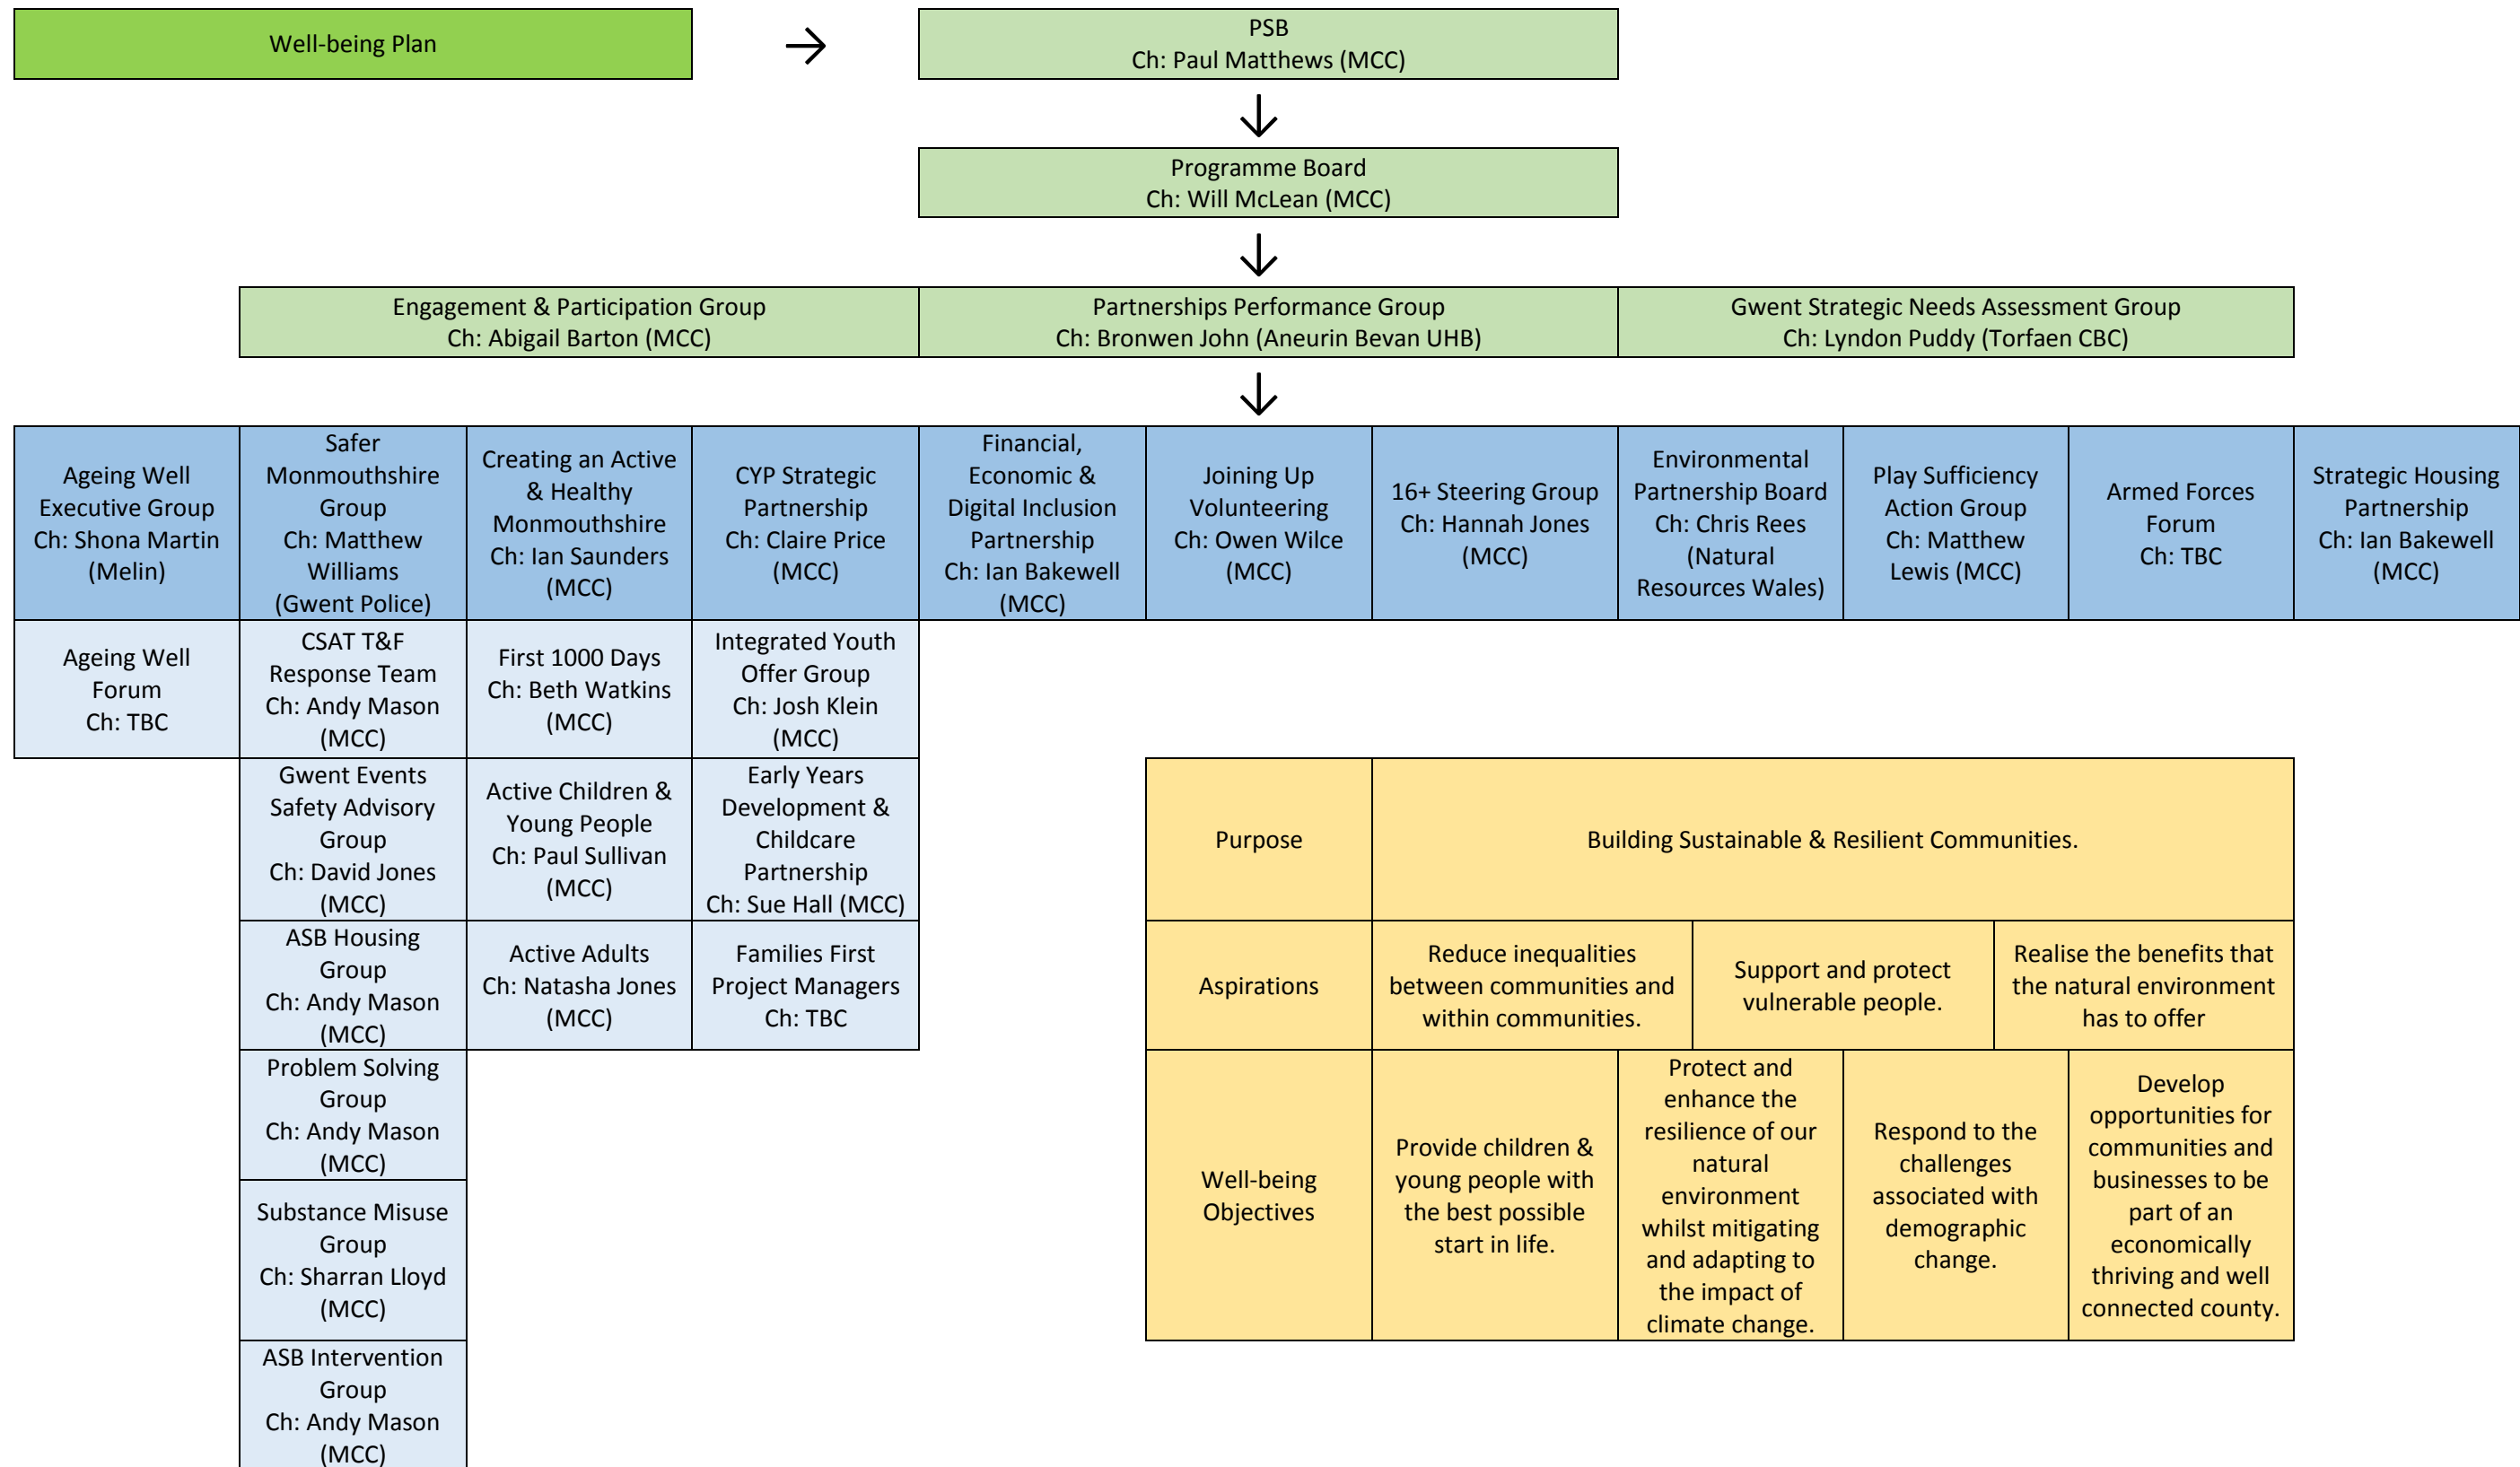 Well-being Plan
→
PSB
Ch: Paul Matthews (MCC)
↓
Programme Board
Ch: Will McLean (MCC)
↓
Engagement & Participation Group
Ch: Abigail Barton (MCC)
Partnerships Performance Group
Ch: Bronwen John (Aneurin Bevan UHB)
Gwent Strategic Needs Assessment Group
Ch: Lyndon Puddy (Torfaen CBC)
↓
Ageing Well
Executive Group
Ch: Shona Martin
(Melin)
Safer
Monmouthshire
Group
Ch: Matthew
Williams
(Gwent Police)
Creating an Active
& Healthy
Monmouthshire
Ch: Ian Saunders
(MCC)
CYP Strategic
Partnership
Ch: Claire Price
(MCC)
Financial,
Economic &
Digital Inclusion
Partnership
Ch: Ian Bakewell
(MCC)
Joining Up
Volunteering
Ch: Owen Wilce
(MCC)
16+ Steering Group
Ch: Hannah Jones
(MCC)
Environmental
Partnership Board
Ch: Chris Rees
(Natural
Resources Wales)
Play Sufficiency
Action Group
Ch: Matthew
Lewis (MCC)
Armed Forces
Forum
Ch: TBC
Strategic Housing
Partnership
Ch: Ian Bakewell
(MCC)
Ageing Well
Forum
Ch: TBC
CSAT T&F
Response Team
Ch: Andy Mason
(MCC)
First 1000 Days
Ch: Beth Watkins
(MCC)
Integrated Youth
Offer Group
Ch: Josh Klein
(MCC)
Gwent Events
Safety Advisory
Group
Ch: David Jones
(MCC)
Active Children &
Young People
Ch: Paul Sullivan
(MCC)
Early Years
Development &
Childcare
Partnership
Ch: Sue Hall (MCC)
ASB Housing
Group
Ch: Andy Mason
(MCC)
Active Adults
Ch: Natasha Jones
(MCC)
Families First
Project Managers
Ch: TBC
Problem Solving
Group
Ch: Andy Mason
(MCC)
Substance Misuse
Group
Ch: Sharran Lloyd
(MCC)
ASB Intervention
Group
Ch: Andy Mason
(MCC)
Purpose
Building Sustainable & Resilient Communities.
Aspirations
Reduce inequalities
between communities and
within communities.
Support and protect
vulnerable people.
Realise the benefits that
the natural environment
has to offer
Well-being
Objectives
Provide children &
young people with
the best possible
start in life.
Protect and
enhance the
resilience of our
natural
environment
whilst mitigating
and adapting to
the impact of
climate change.
Respond to the
challenges
associated with
demographic
change.
Develop
opportunities for
communities and
businesses to be
part of an
economically
thriving and well
connected county.